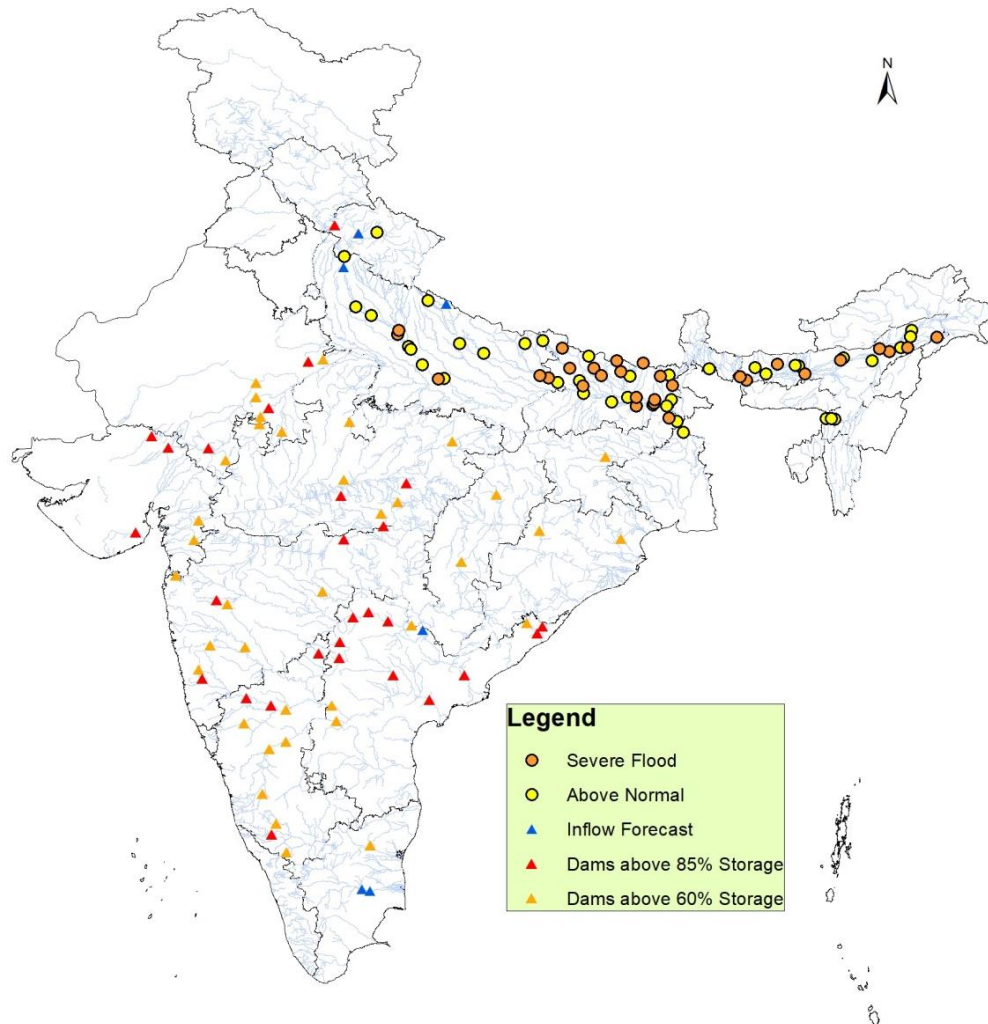 N
Legend
Severe Flood
Above Normal
Inflow Forecast
Dams above 85% Storage
Dams above 60% Storage